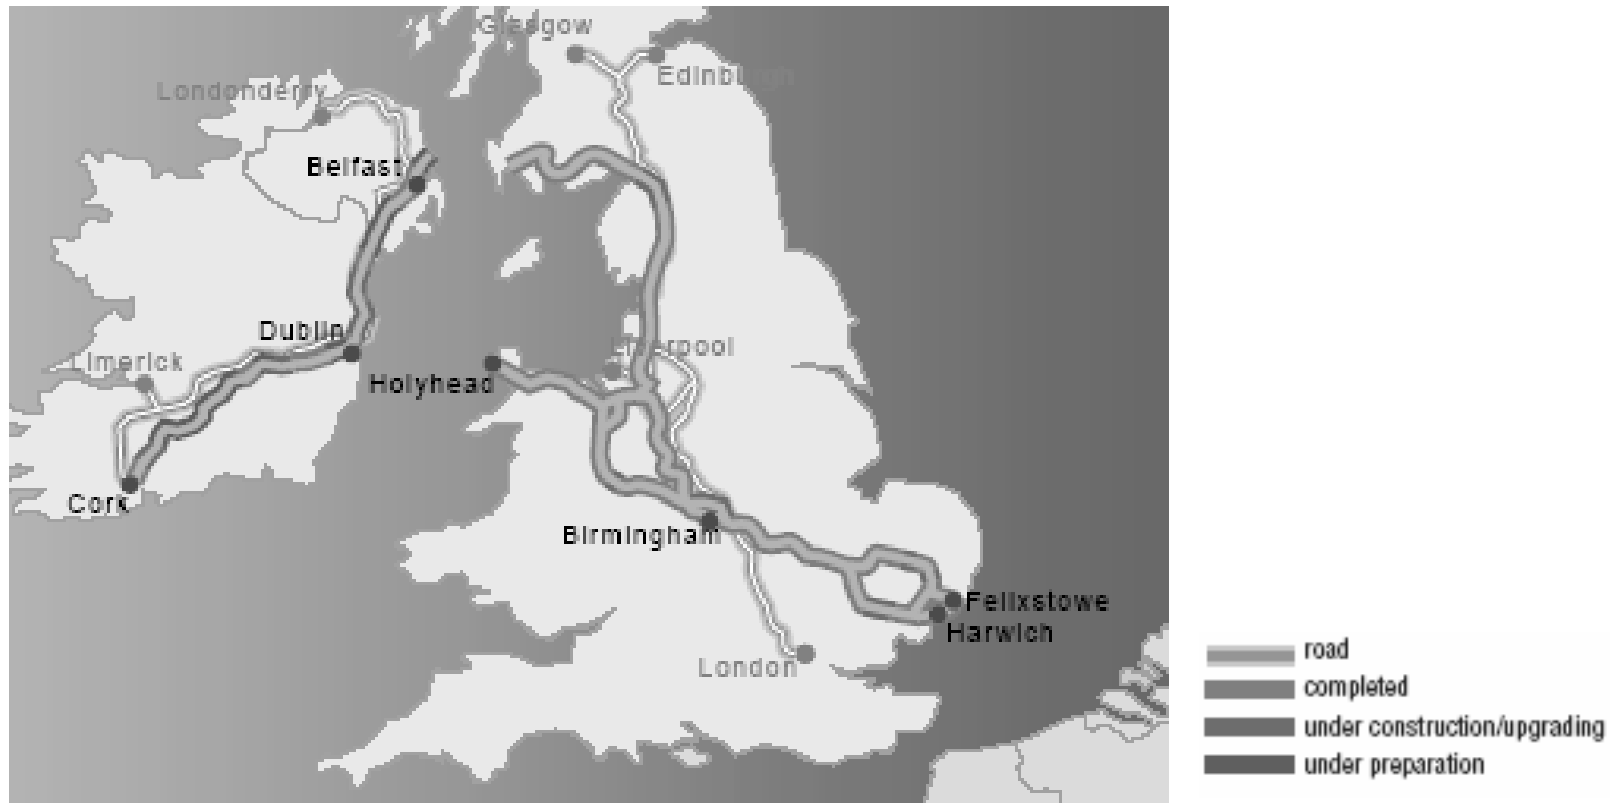 Glasgow
Edinburgh
Londonderry
Belfast
Dublin
Limerick
Liverpool
Holyhead
Cork
Birmingham
Felixstowe
Harwich
London
road
completed
under construction/upgrading
under preparation